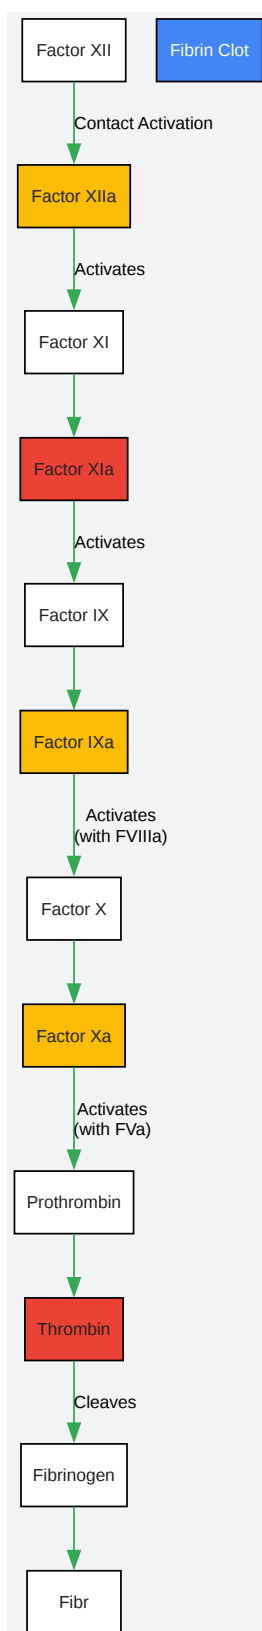 Factor XII
Fibrin Clot
Contact Activation
Factor XIIa
Activates
Factor XI
Factor XIa
Activates
Factor IX
Factor IXa
Activates
(with FVIIIa)
Factor X
Factor Xa
Activates
(with FVa)
Prothrombin
Thrombin
Cleaves
Fibrinogen
Fibr